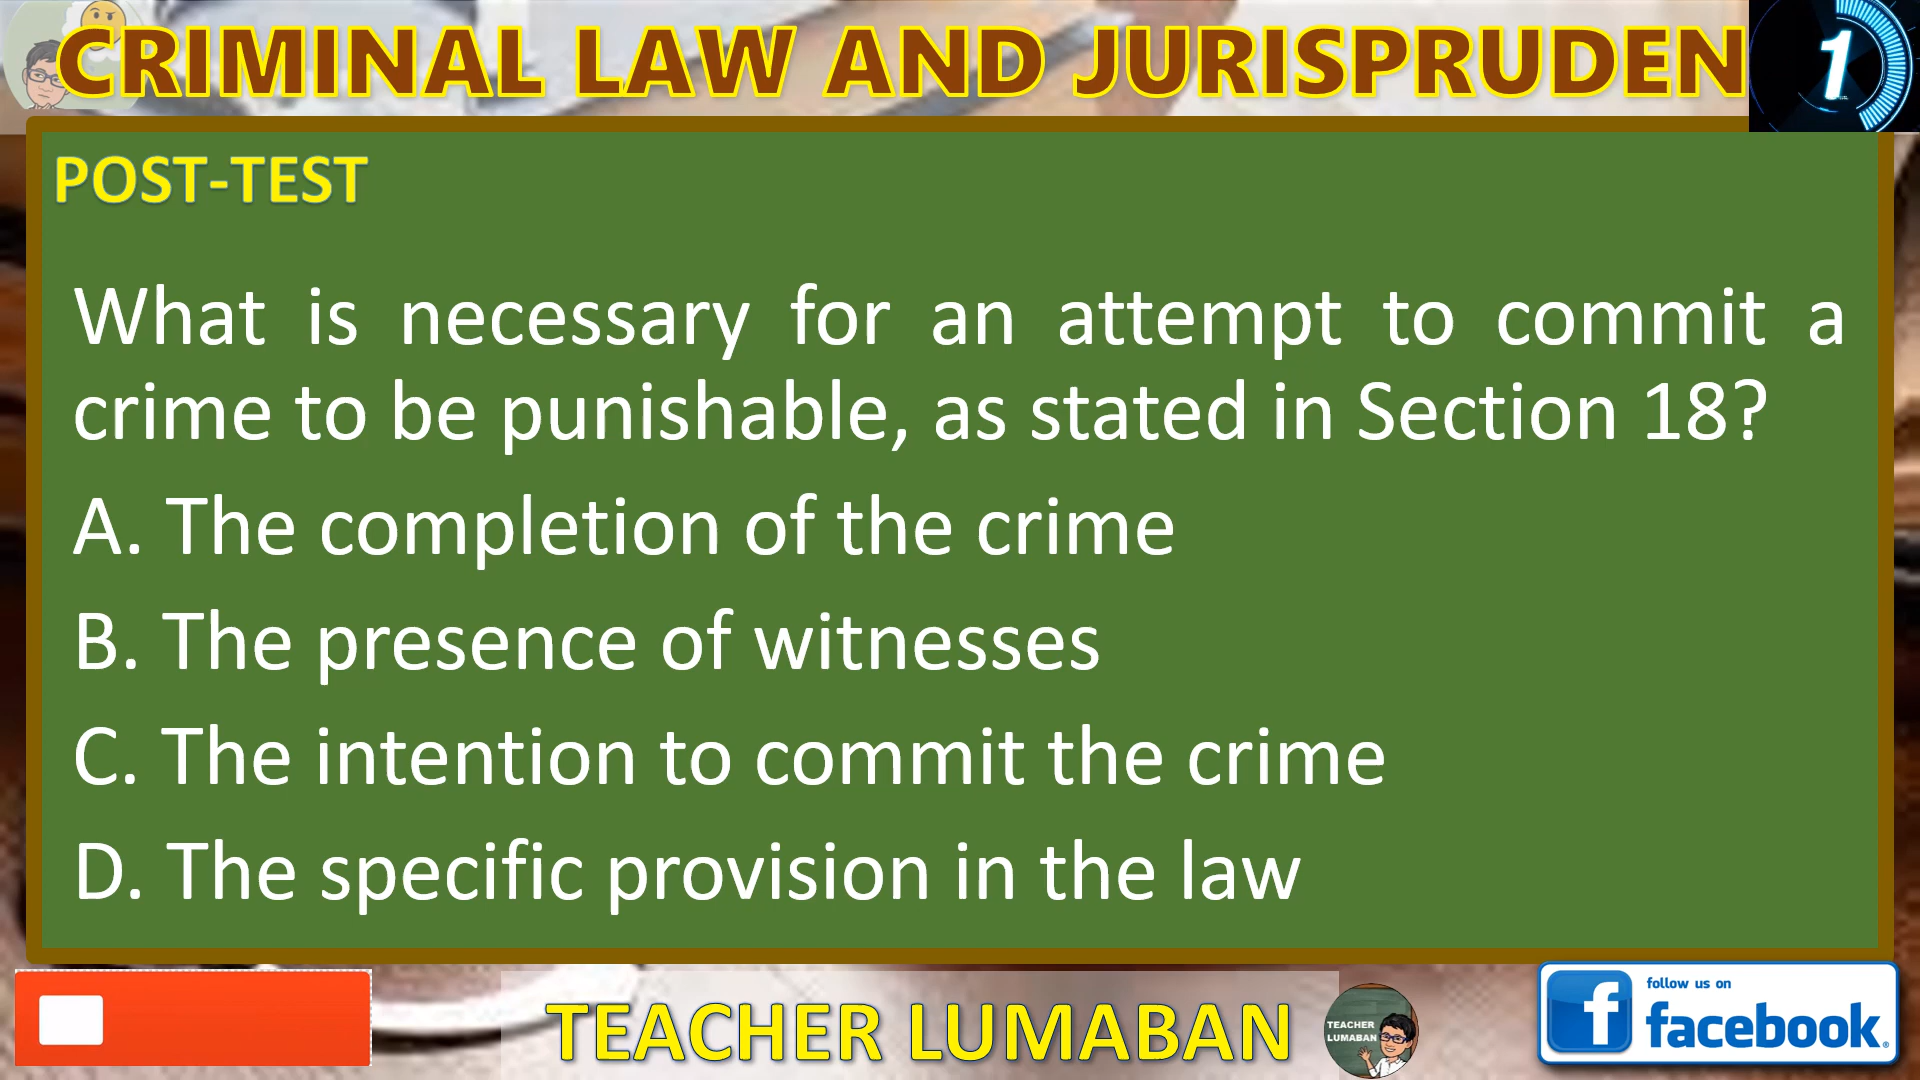 CRIMINAL LAW AND JURISPRUDEN
1
POST-TEST
What is necessary for an attempt to commit a
crime to be punishable, as stated in Section 18?
A. The completion of the crime
B. The presence of witnesses
C. The intention to commit the crime
D. The specific provision in the law
TEACHER LUMABAN
TEACHER
LUMABAN
follow us on
facebook